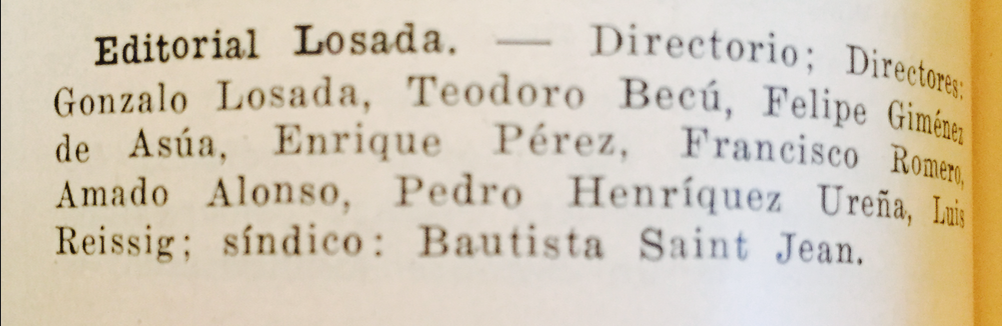 Editorial Losada. — Directorio; Directores:
Gonzalo Losada, Teodoro Becú, Felipe Giménez
de Asúa, Enrique Pérez, Francisco Romero,
Amado Alonso, Pedro Henríquez Ureña, Luis
Reissig; síndico: Bautista Saint Jean.